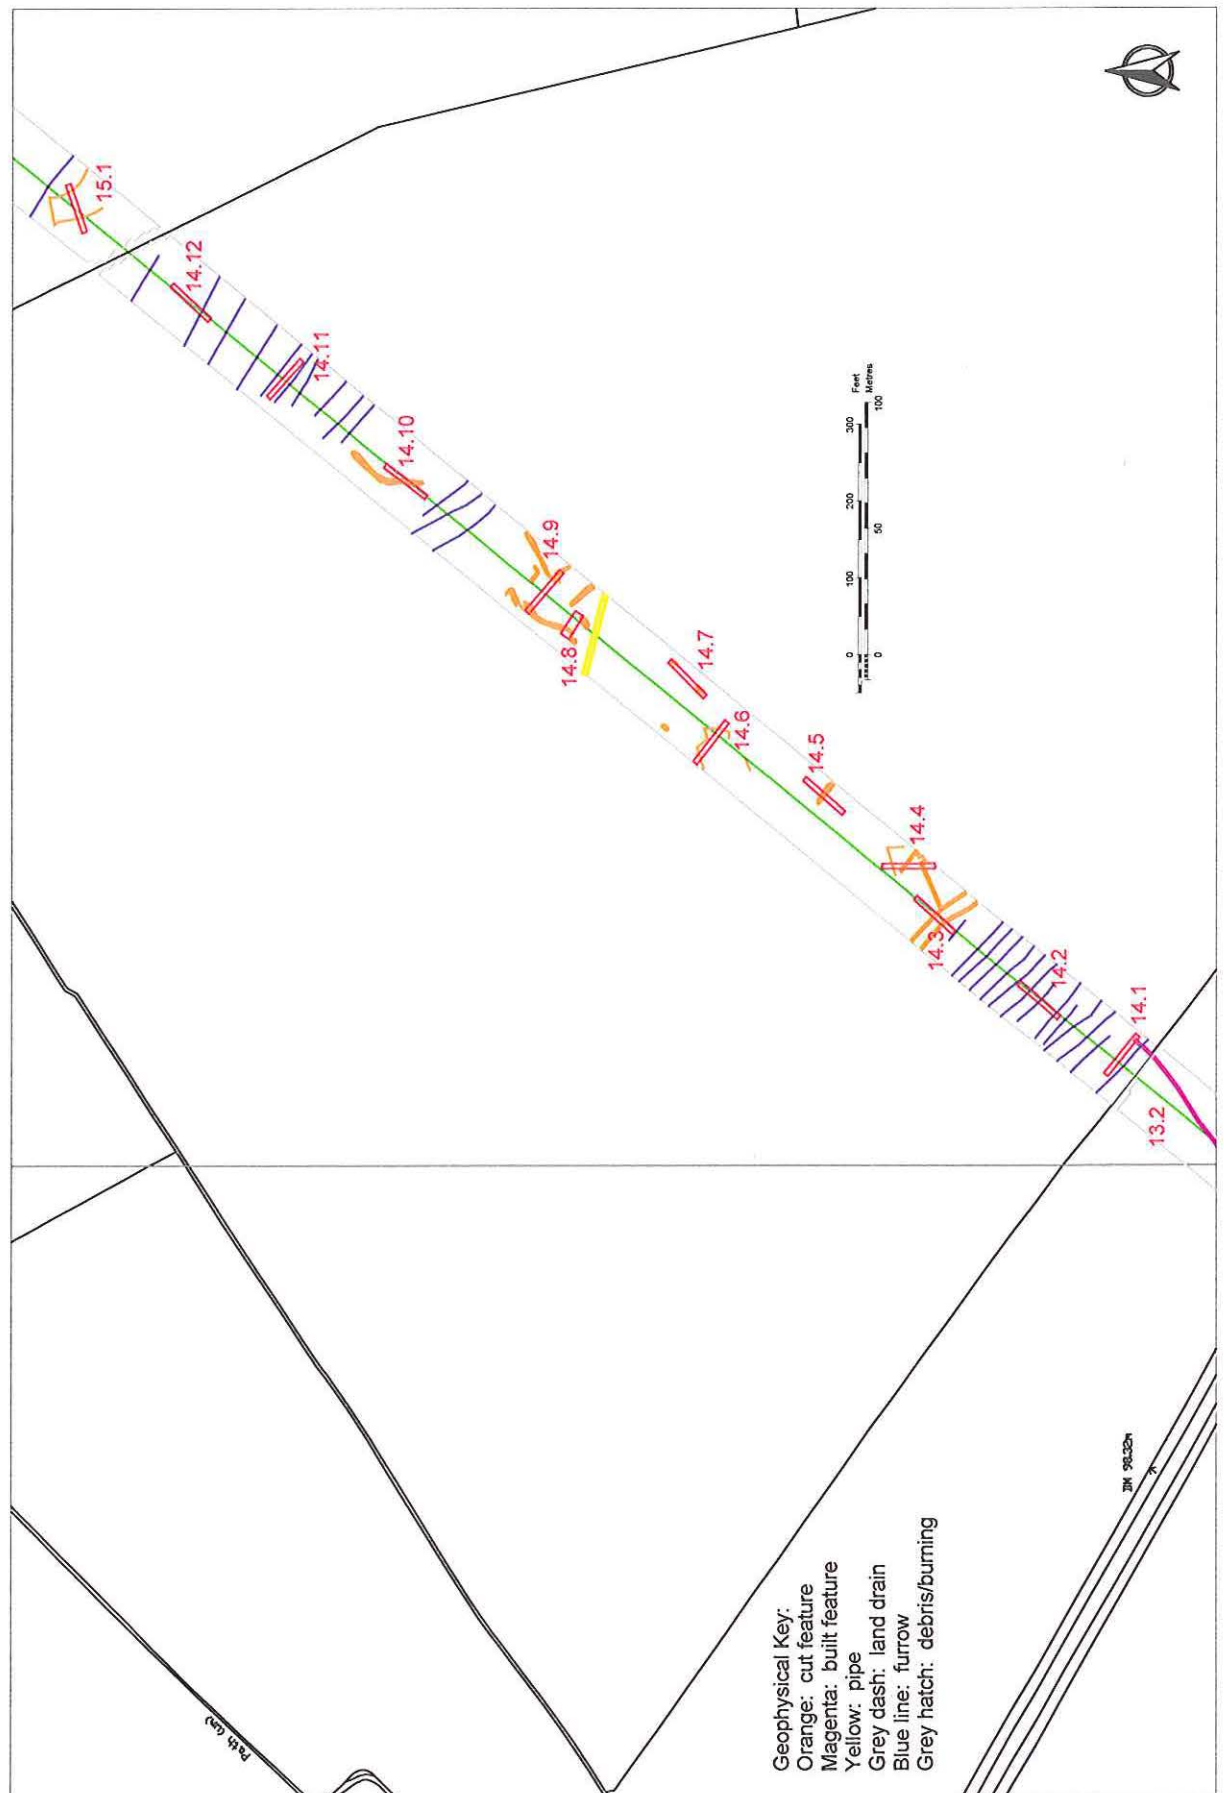 15.1
14.12
14.11
14.10
14.9
14.8
14.7
14.6
14.5
14.4
14.3
14.2
14.1
13.2
0 100 200 300 Feet
0 50 100 Metres
Path (um)
BM 98.32m
Geophysical Key:
Orange: cut feature
Magenta: built feature
Yellow: pipe
Grey dash: land drain
Blue line: furrow
Grey hatch: debris/burning